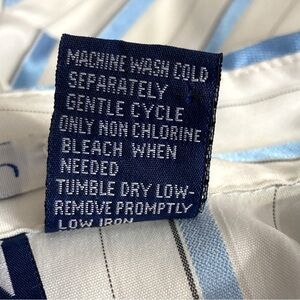 MACHINE WASH COLD
SEPARATELY
GENTLE CYCLE
ONLY NON CHLORINE
BLEACH WHEN
NEEDED
TUMBLE DRY LOW-
REMOVE PROMPTLY
LOW IRON